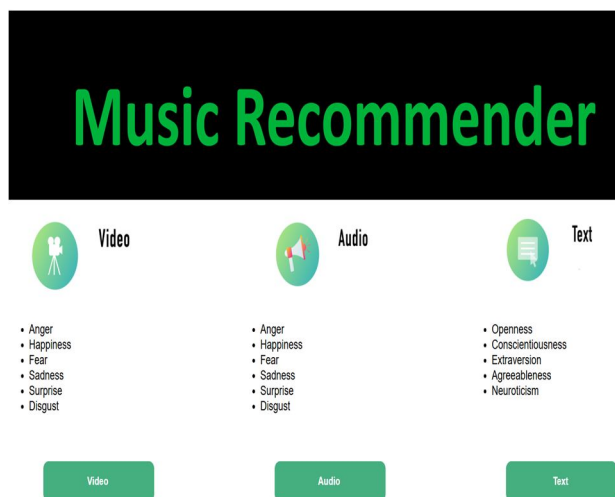 Music Recommender
Video
Audio
Text
• Anger
• Happiness
• Fear
• Sadness
• Surprise
• Disgust
• Anger
• Happiness
• Fear
• Sadness
• Surprise
• Disgust
• Openness
• Conscientiousness
• Extraversion
• Agreeableness
• Neuroticism
Video
Audio
Text